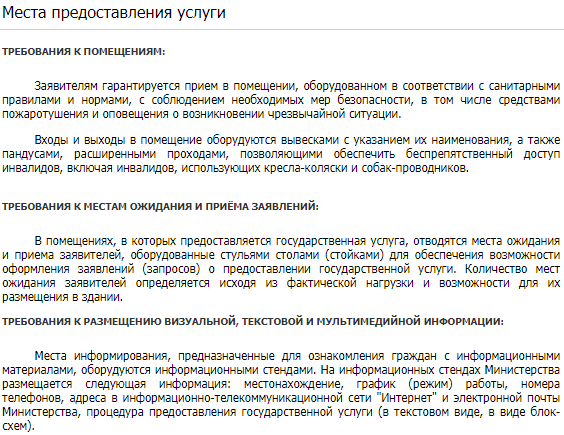 Места предоставления услуги
ТРЕБОВАНИЯ К ПОМЕЩЕНИЯМ:
Заявителям гарантируется прием в помещении, оборудованном в соответствии с санитарными
правилами и нормами, с соблюдением необходимых мер безопасности, в том числе средствами
пожаротушения и оповещения о возникновении чрезвычайной ситуации.
Входы и выходы в помещение оборудуются вывесками с указанием их наименования, а также
пандусами, расширенными проходами, позволяющими обеспечить беспрепятственный доступ
инвалидов, включая инвалидов, использующих кресла-коляски и собак-проводников.
ТРЕБОВАНИЯ К МЕСТАМ ОЖИДАНИЯ И ПРИЁМА ЗАЯВЛЕНИЙ:
В помещениях, в которых предоставляется государственная услуга, отводятся места ожидания
и приема заявителей, оборудованные стульями столами (стойками) для обеспечения возможности
оформления заявлений (запросов) о предоставлении государственной услуги. Количество мест
ожидания заявителей определяется исходя из фактической нагрузки и возможности для их
размещения в здании.
ТРЕБОВАНИЯ К РАЗМЕЩЕНИЮ ВИЗУАЛЬНОЙ, ТЕКСТОВОЙ И МУЛЬТИМЕДИЙНОЙ ИНФОРМАЦИИ:
Места информирования, предназначенные для ознакомления граждан с информационными
материалами, оборудуются информационными стендами. На информационных стендах Министерства
размещается следующая информация: местонахождение, график (режим) работы, номера
телефонов, адреса в информационно-телекоммуникационной сети "Интернет" и электронной почты
Министерства, процедура предоставления государственной услуги (в текстовом виде, в виде блок-
схем).